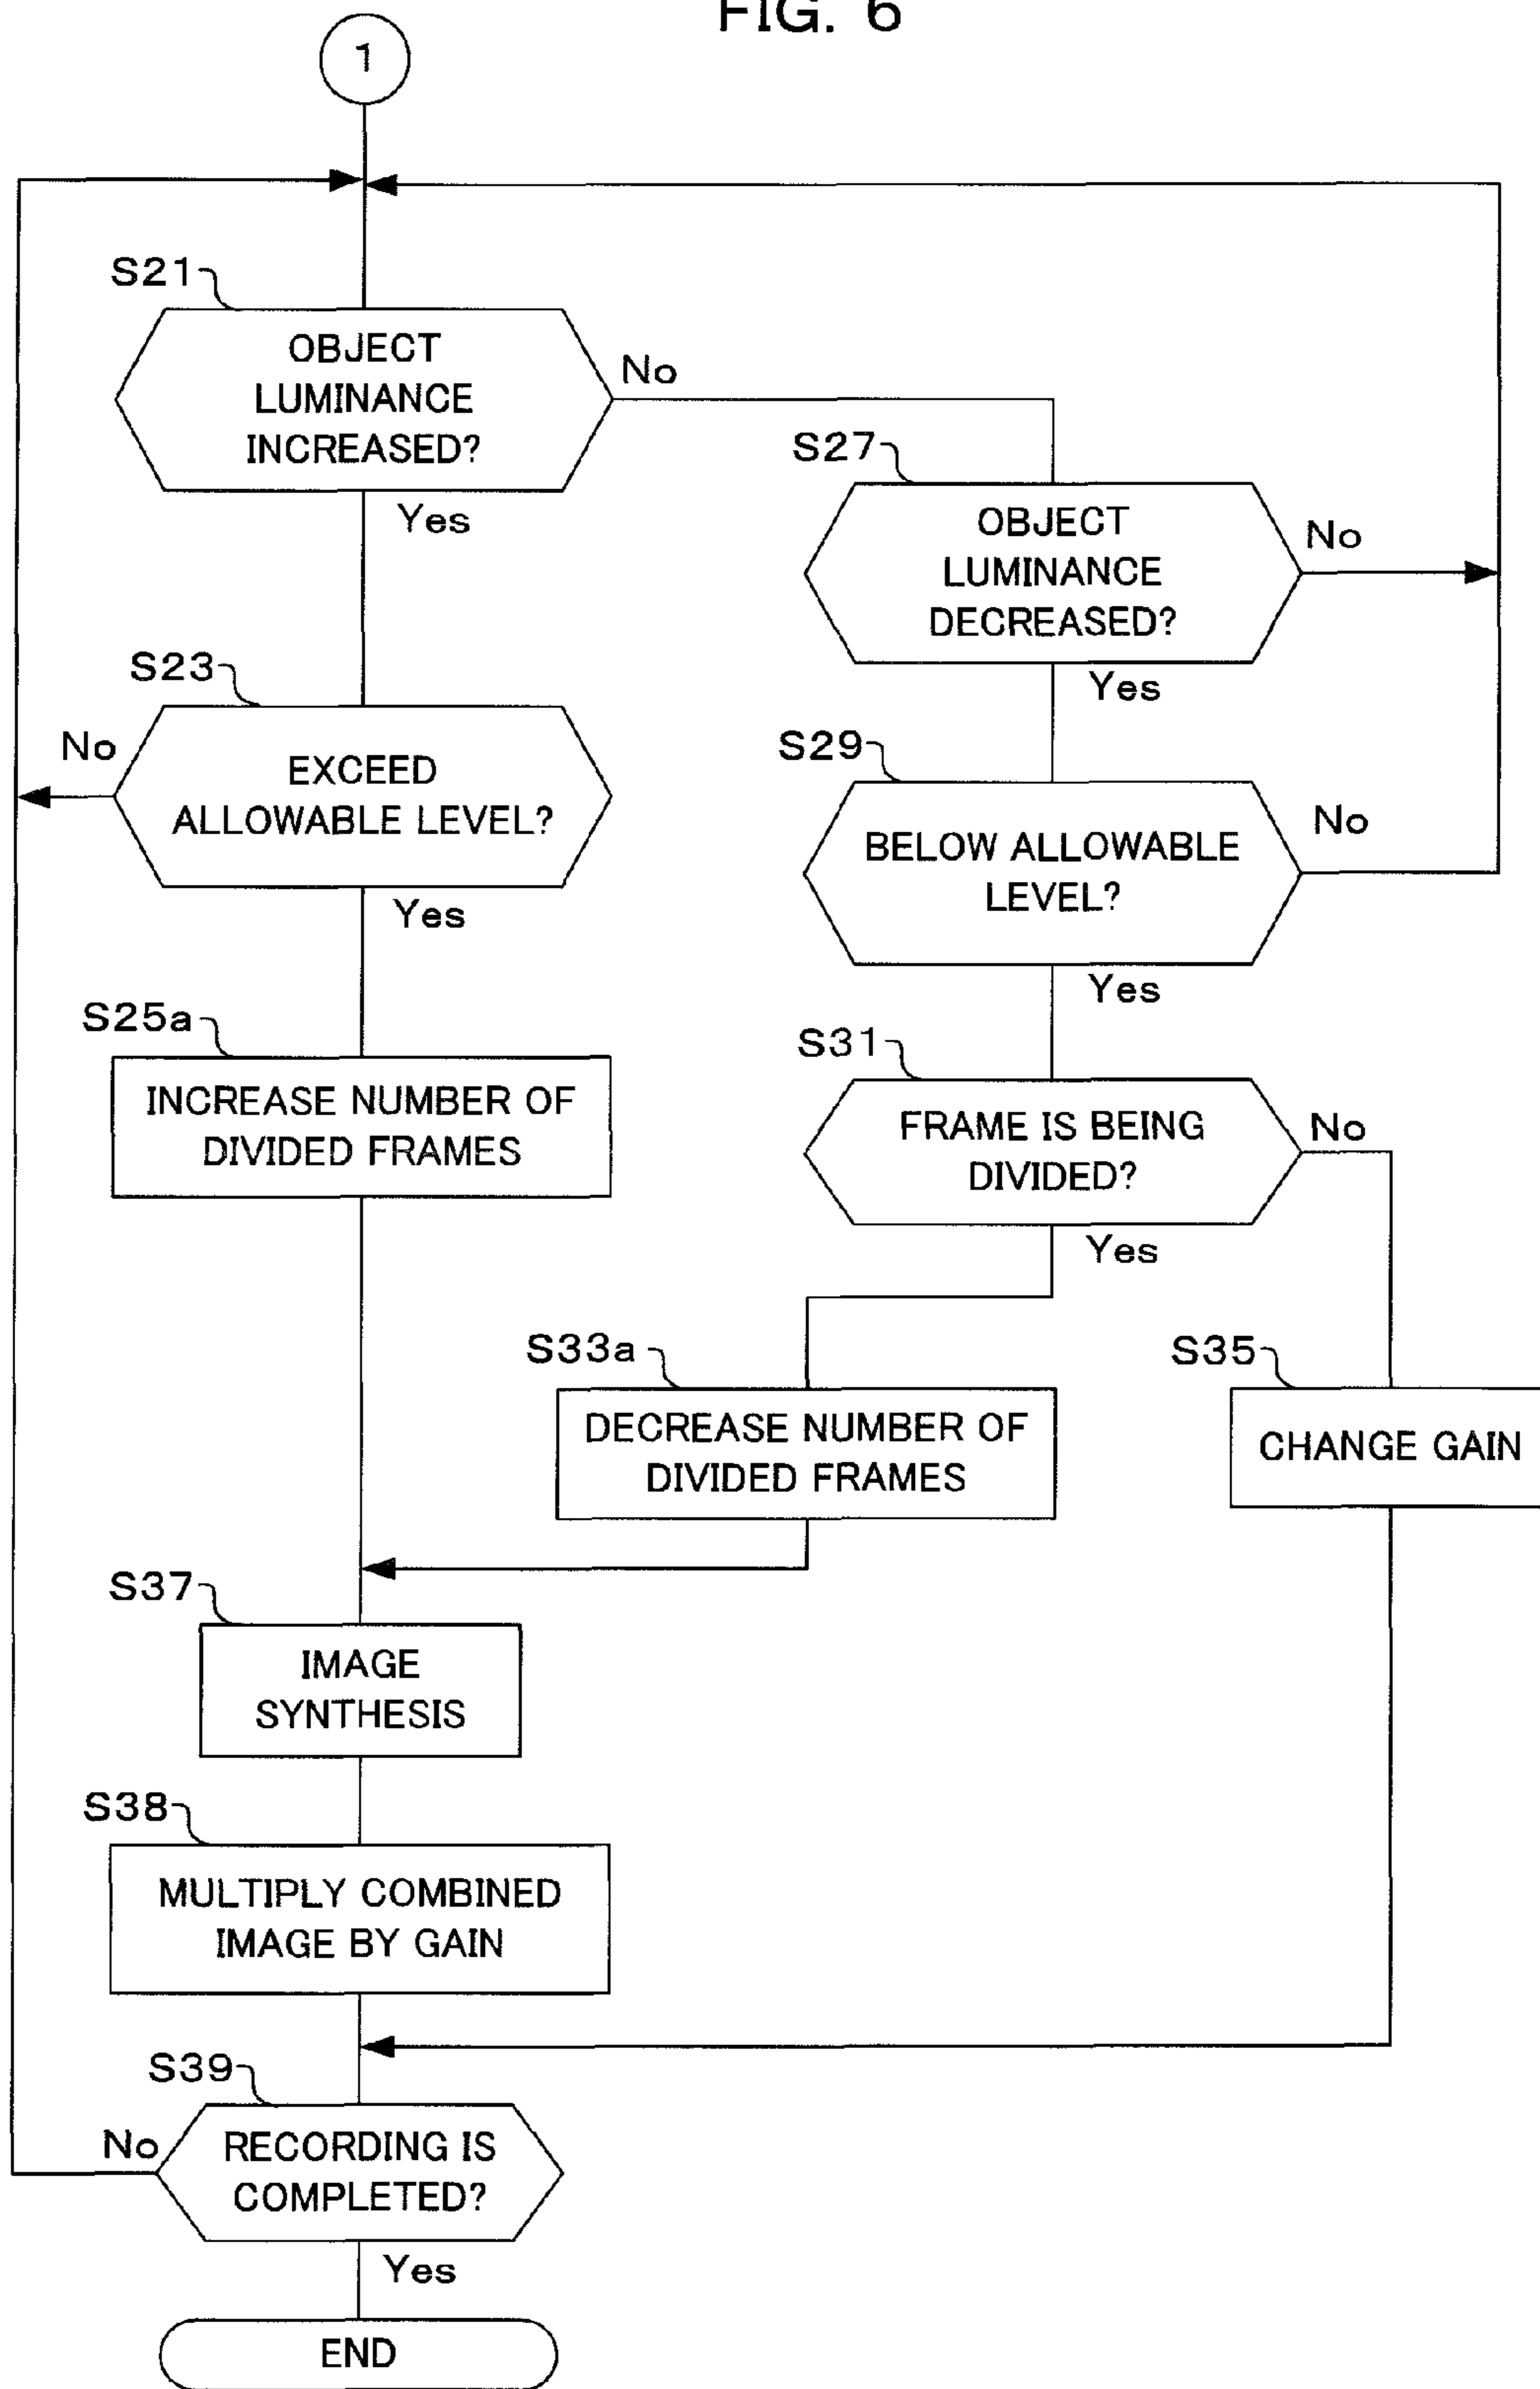 FIG. 6
1
S21
OBJECT
LUMINANCE
INCREASED?
No
Yes
S27
OBJECT
LUMINANCE
DECREASED?
No
Yes
S23
EXCEED
ALLOWABLE LEVEL?
No
Yes
S29
BELOW ALLOWABLE
LEVEL?
No
Yes
S25a
INCREASE NUMBER OF
DIVIDED FRAMES
S31
FRAME IS BEING
DIVIDED?
No
Yes
S33a
DECREASE NUMBER OF
DIVIDED FRAMES
S35
CHANGE GAIN
S37
IMAGE
SYNTHESIS
S38
MULTIPLY COMBINED
IMAGE BY GAIN
S39
RECORDING IS
COMPLETED?
No
Yes
END